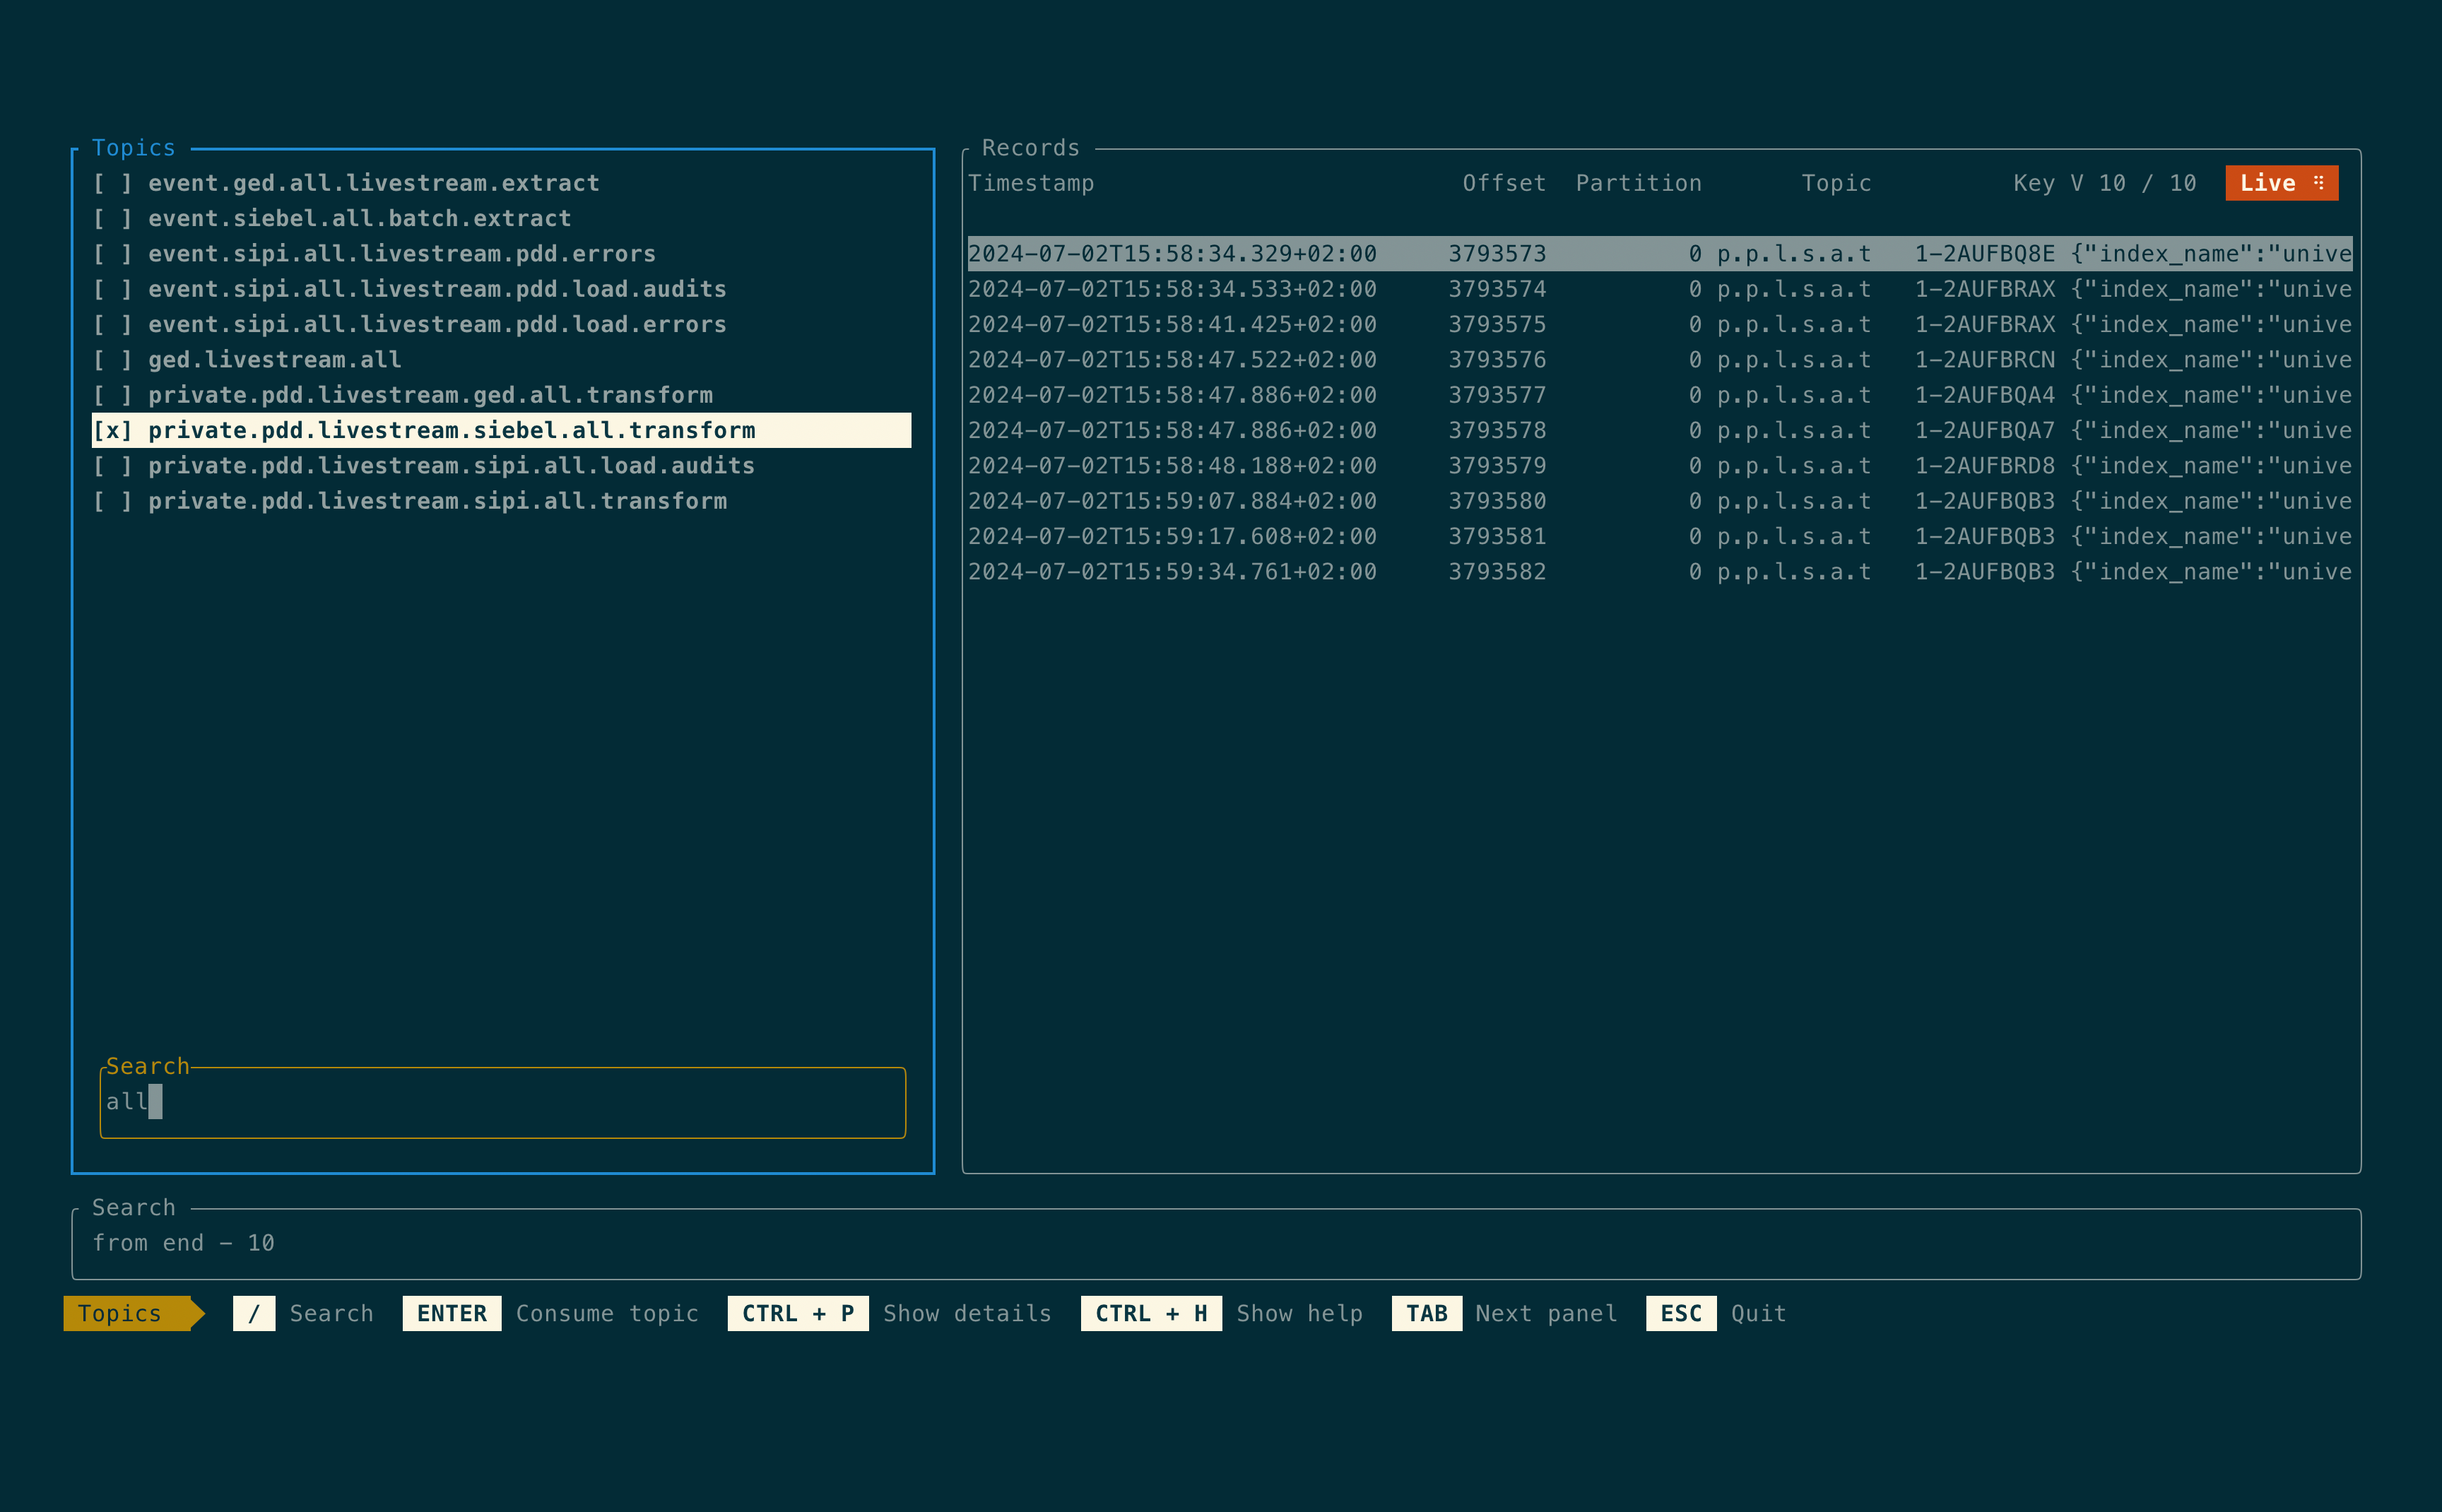 Topics
[ ] event.ged.all.livestream.extract
[ ] event.siebel.all.batch.extract
[ ] event.sipi.all.livestream.pdd.errors
[ ] event.sipi.all.livestream.pdd.load.audits
[ ] event.sipi.all.livestream.pdd.load.errors
[ ] ged.livestream.all
[ ] private.pdd.livestream.ged.all.transform
[x] private.pdd.livestream.siebel.all.transform
[ ] private.pdd.livestream.sipi.all.load.audits
[ ] private.pdd.livestream.sipi.all.transform
Search
all
Records
Timestamp Offset Partition Topic Key V 10 / 10 Live ⠿
2024-07-02T15:58:34.329+02:00 3793573 0 p.p.l.s.a.t 1-2AUFBQ8E {"index_name":"unive
2024-07-02T15:58:34.533+02:00 3793574 0 p.p.l.s.a.t 1-2AUFBRAX {"index_name":"unive
2024-07-02T15:58:41.425+02:00 3793575 0 p.p.l.s.a.t 1-2AUFBRAX {"index_name":"unive
2024-07-02T15:58:47.522+02:00 3793576 0 p.p.l.s.a.t 1-2AUFBRCN {"index_name":"unive
2024-07-02T15:58:47.886+02:00 3793577 0 p.p.l.s.a.t 1-2AUFBQA4 {"index_name":"unive
2024-07-02T15:58:47.886+02:00 3793578 0 p.p.l.s.a.t 1-2AUFBQA7 {"index_name":"unive
2024-07-02T15:58:48.188+02:00 3793579 0 p.p.l.s.a.t 1-2AUFBRD8 {"index_name":"unive
2024-07-02T15:59:07.884+02:00 3793580 0 p.p.l.s.a.t 1-2AUFBQB3 {"index_name":"unive
2024-07-02T15:59:17.608+02:00 3793581 0 p.p.l.s.a.t 1-2AUFBQB3 {"index_name":"unive
2024-07-02T15:59:34.761+02:00 3793582 0 p.p.l.s.a.t 1-2AUFBQB3 {"index_name":"unive
Search
from end - 10
Topics / Search ENTER Consume topic CTRL + P Show details CTRL + H Show help TAB Next panel ESC Quit